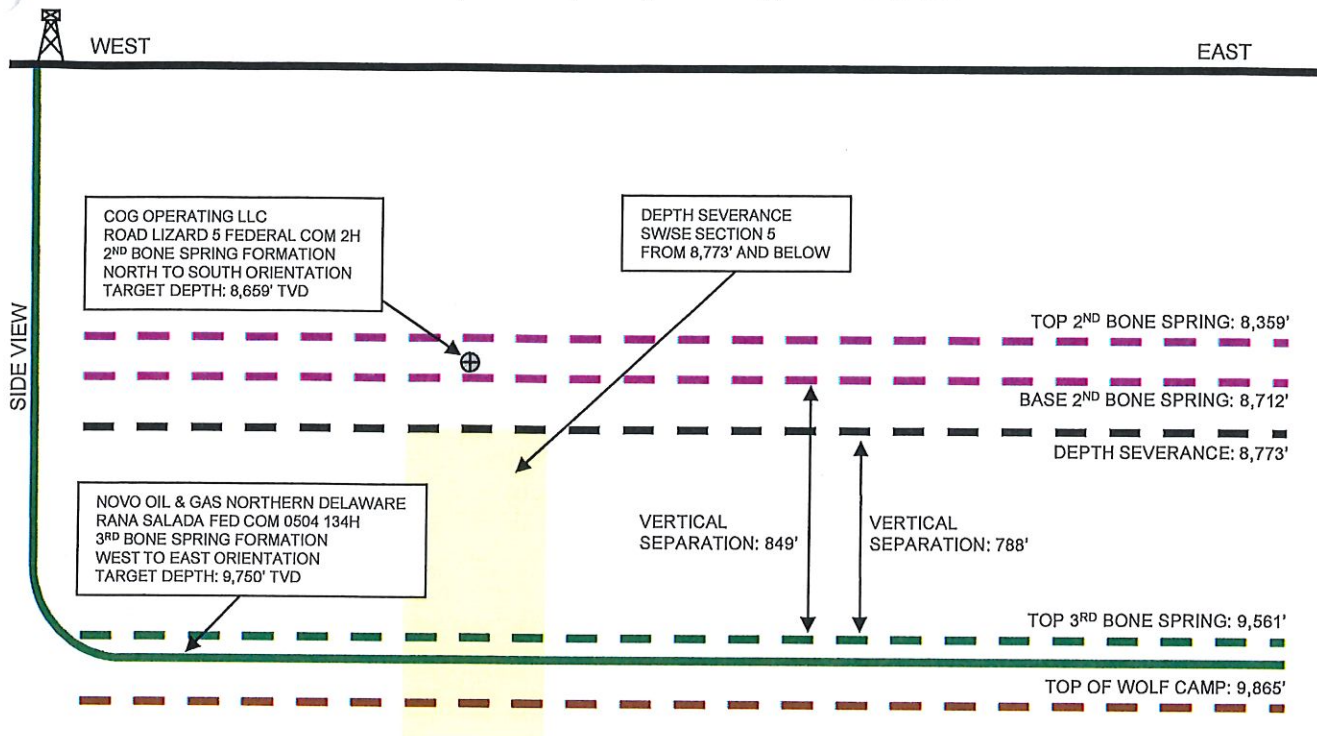 WEST
EAST
SIDE VIEW
COG OPERATING LLC
ROAD LIZARD 5 FEDERAL COM 2H
2ND BONE SPRING FORMATION
NORTH TO SOUTH ORIENTATION
TARGET DEPTH: 8,659' TVD
DEPTH SEVERANCE
SW/SE SECTION 5
FROM 8,773' AND BELOW
TOP 2ND BONE SPRING: 8,359'
BASE 2ND BONE SPRING: 8,712'
DEPTH SEVERANCE: 8,773'
NOVO OIL & GAS NORTHERN DELAWARE
RANA SALADA FED COM 0504 134H
3RD BONE SPRING FORMATION
WEST TO EAST ORIENTATION
TARGET DEPTH: 9,750' TVD
VERTICAL
SEPARATION: 849'
VERTICAL
SEPARATION: 788'
TOP 3RD BONE SPRING: 9,561'
TOP OF WOLF CAMP: 9,865'